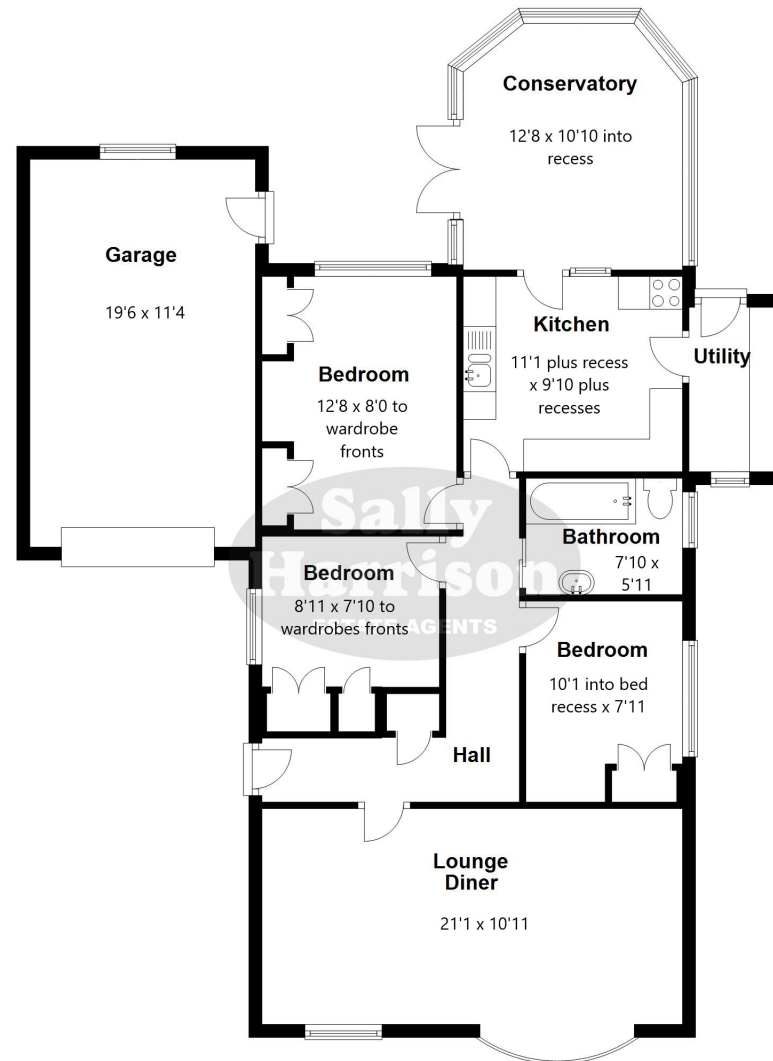 Conservatory
12'8 x 10'10 into
recess
Garage
19'6 x 11'4
Kitchen
11'1 plus recess
x 9'10 plus
recesses
Utility
Bedroom
12'8 x 8'0 to
wardrobe
fronts
Sally
Harrison
ESTATE AGENTS
Bathroom
7'10 x
5'11
Bedroom
8'11 x 7'10 to
wardrobes fronts
Bedroom
10'1 into bed
recess x 7'11
Hall
Lounge
Diner
21'1 x 10'11